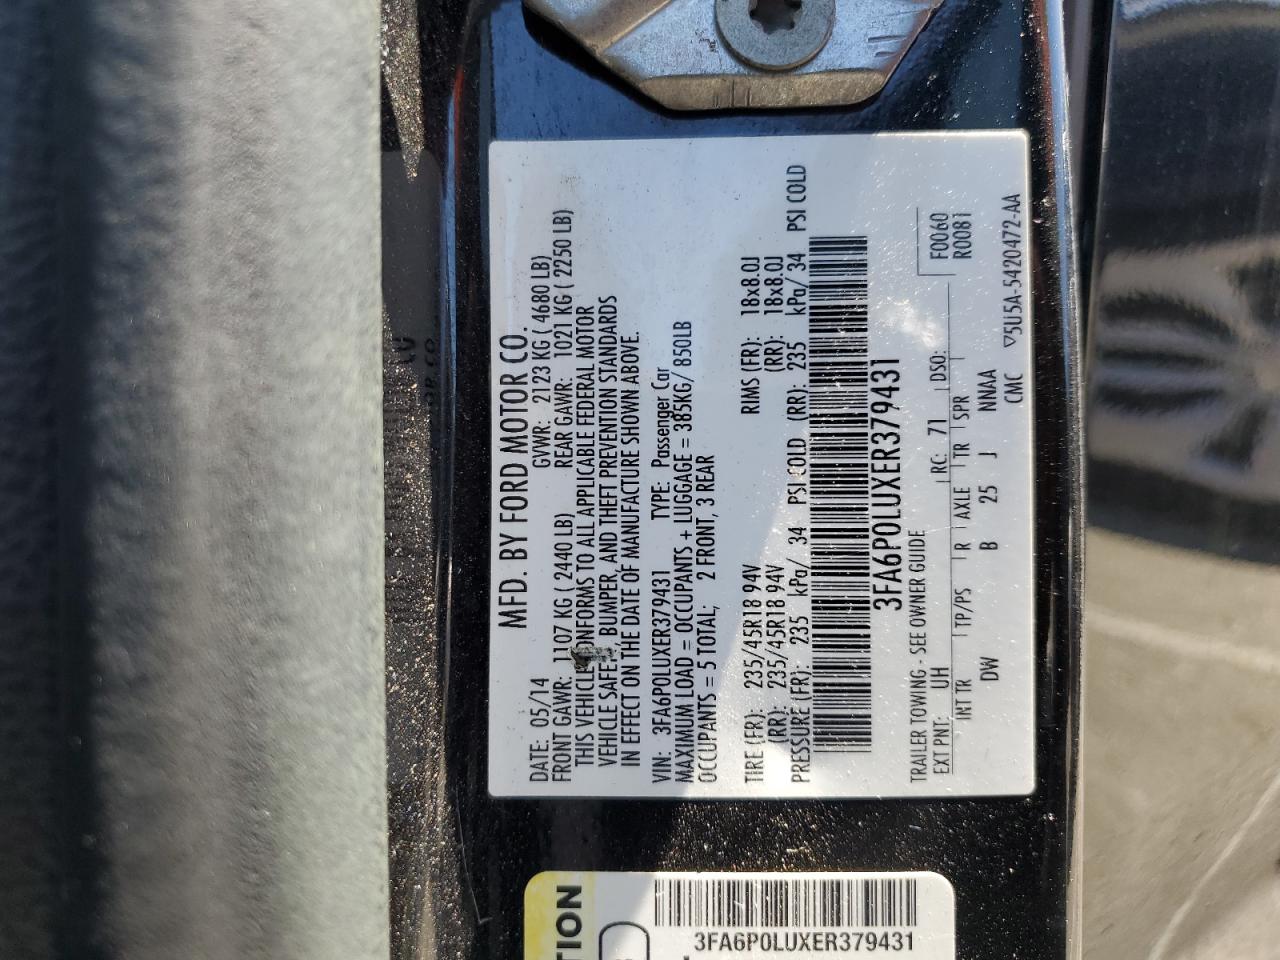 MFD. BY FORD MOTOR CO.
DATE: 05/14 GVWR: 2123 KG ( 4680 LB)
FRONT GAWR: 1107 KG ( 2440 LB) REAR GAWR: 1021 KG ( 2250 LB)
THIS VEHICLE CONFORMS TO ALL APPLICABLE FEDERAL MOTOR
VEHICLE SAFETY, BUMPER, AND THEFT PREVENTION STANDARDS
IN EFFECT ON THE DATE OF MANUFACTURE SHOWN ABOVE.
VIN: 3FA6P0LUXER379431 TYPE: Passenger Car
MAXIMUM LOAD = OCCUPANTS + LUGGAGE = 385KG/ 850LB
OCCUPANTS = 5 TOTAL; 2 FRONT, 3 REAR
TIRE (FR): 235/45R18 94V RIMS (FR): 18x8.0J
(RR): 235/45R18 94V (RR): 18x8.0J
PRESSURE (FR): 235 kPa/ 34 PSI COLD (RR): 235 kPa/ 34 PSI COLD
3FA6P0LUXER379431
TRAILER TOWING - SEE OWNER GUIDE F0060
EXT PNT: UH RC: 71 DSO: R0081
INT TR TP/PS R AXLE TR SPR
DW B 25 J NNAA
CMC ▽5U5A-5420472-AA
TION
3FA6P0LUXER379431